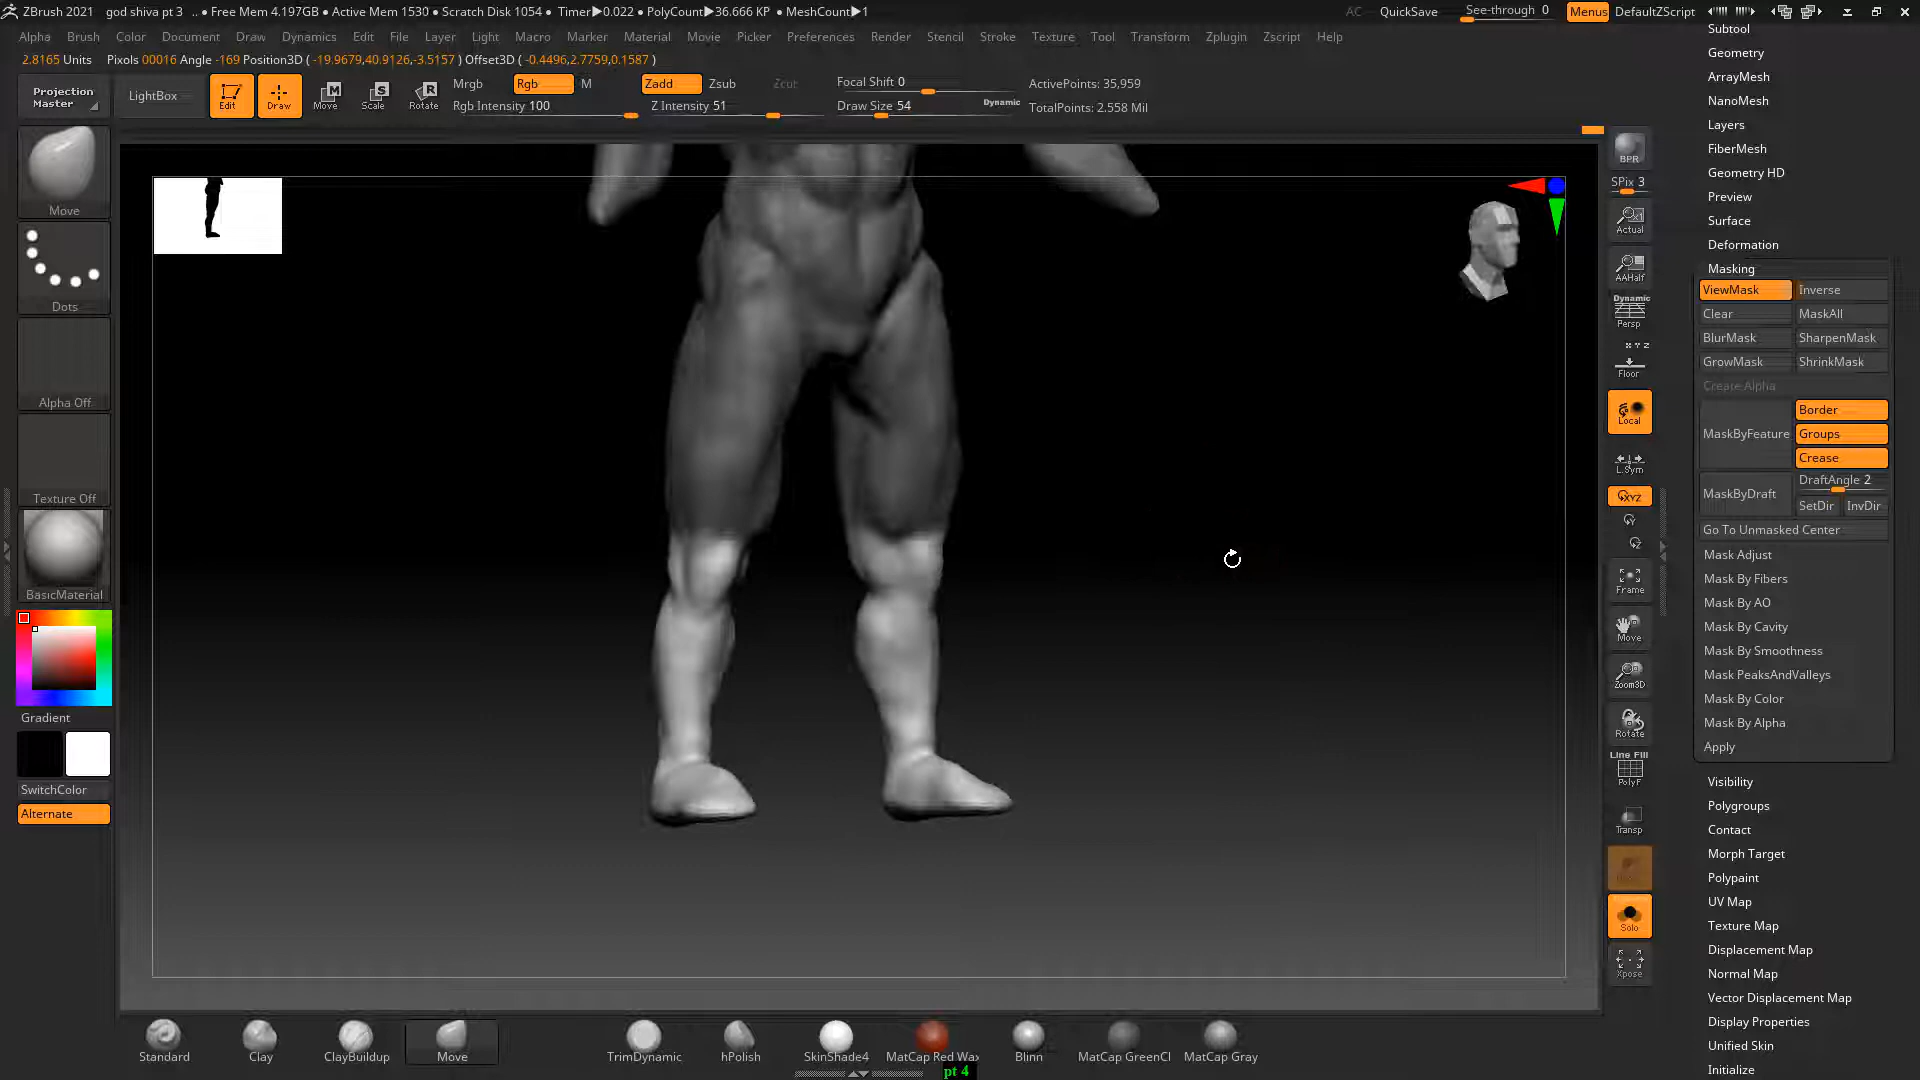 ZBrush 2021 god shiva pt 3 .. ● Free Mem 4.197GB ● Active Mem 1530 ● Scratch Disk 1054 ● Timer▶0.022 ● PolyCount▶36.666 KP ● MeshCount▶1 AC QuickSave See-through 0 Menus DefaultZScript
Alpha Brush Color Document Draw Dynamics Edit File Layer Light Macro Marker Material Movie Picker Preferences Render Stencil Stroke Texture Tool Transform Zplugin Zscript Help
2.8165 Units Pixols 00016 Angle -169 Position3D ( -19.9679,40.9126,-3.5157 ) Offset3D ( -0.4496,2.7759,0.1587 )
Projection Master
LightBox
Edit
Draw
Move
Scale
Rotate
Mrgb Rgb M
Rgb Intensity 100
Zadd Zsub Zcut
Z Intensity 51
Focal Shift 0
Draw Size 54
Dynamic
ActivePoints: 35,959
TotalPoints: 2.558 Mil
Move
Dots
Alpha Off
Texture Off
BasicMaterial
Gradient
SwitchColor
Alternate
BPR
SPix 3
Actual
AAHalf
Dynamic
Persp
X Y Z
Floor
Local
L.Sym
XYZ
Y
Z
Frame
Move
Zoom3D
Rotate
Line Fill
PolyF
Transp
Solo
Xpose
Subtool
Geometry
ArrayMesh
NanoMesh
Layers
FiberMesh
Geometry HD
Preview
Surface
Deformation
Masking
ViewMask Inverse
Clear MaskAll
BlurMask SharpenMask
GrowMask ShrinkMask
Create Alpha
MaskByFeature
Border
Groups
Crease
MaskByDraft
DraftAngle 2
SetDir InvDir
Go To Unmasked Center
Mask Adjust
Mask By Fibers
Mask By AO
Mask By Cavity
Mask By Smoothness
Mask PeaksAndValleys
Mask By Color
Mask By Alpha
Apply
Visibility
Polygroups
Contact
Morph Target
Polypaint
UV Map
Texture Map
Displacement Map
Normal Map
Vector Displacement Map
Display Properties
Unified Skin
Initialize
Standard Clay ClayBuildup Move TrimDynamic hPolish SkinShade4 MatCap Red Wax Blinn MatCap GreenCl MatCap Gray
pt 4